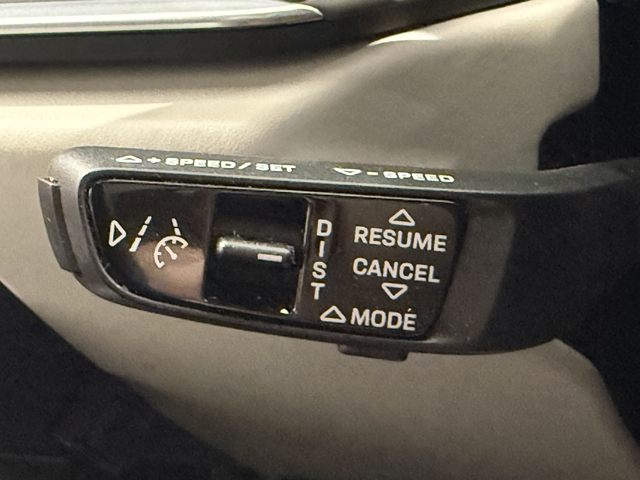 + SPEED / SET
- SPEED
DIST
RESUME
CANCEL
MODE